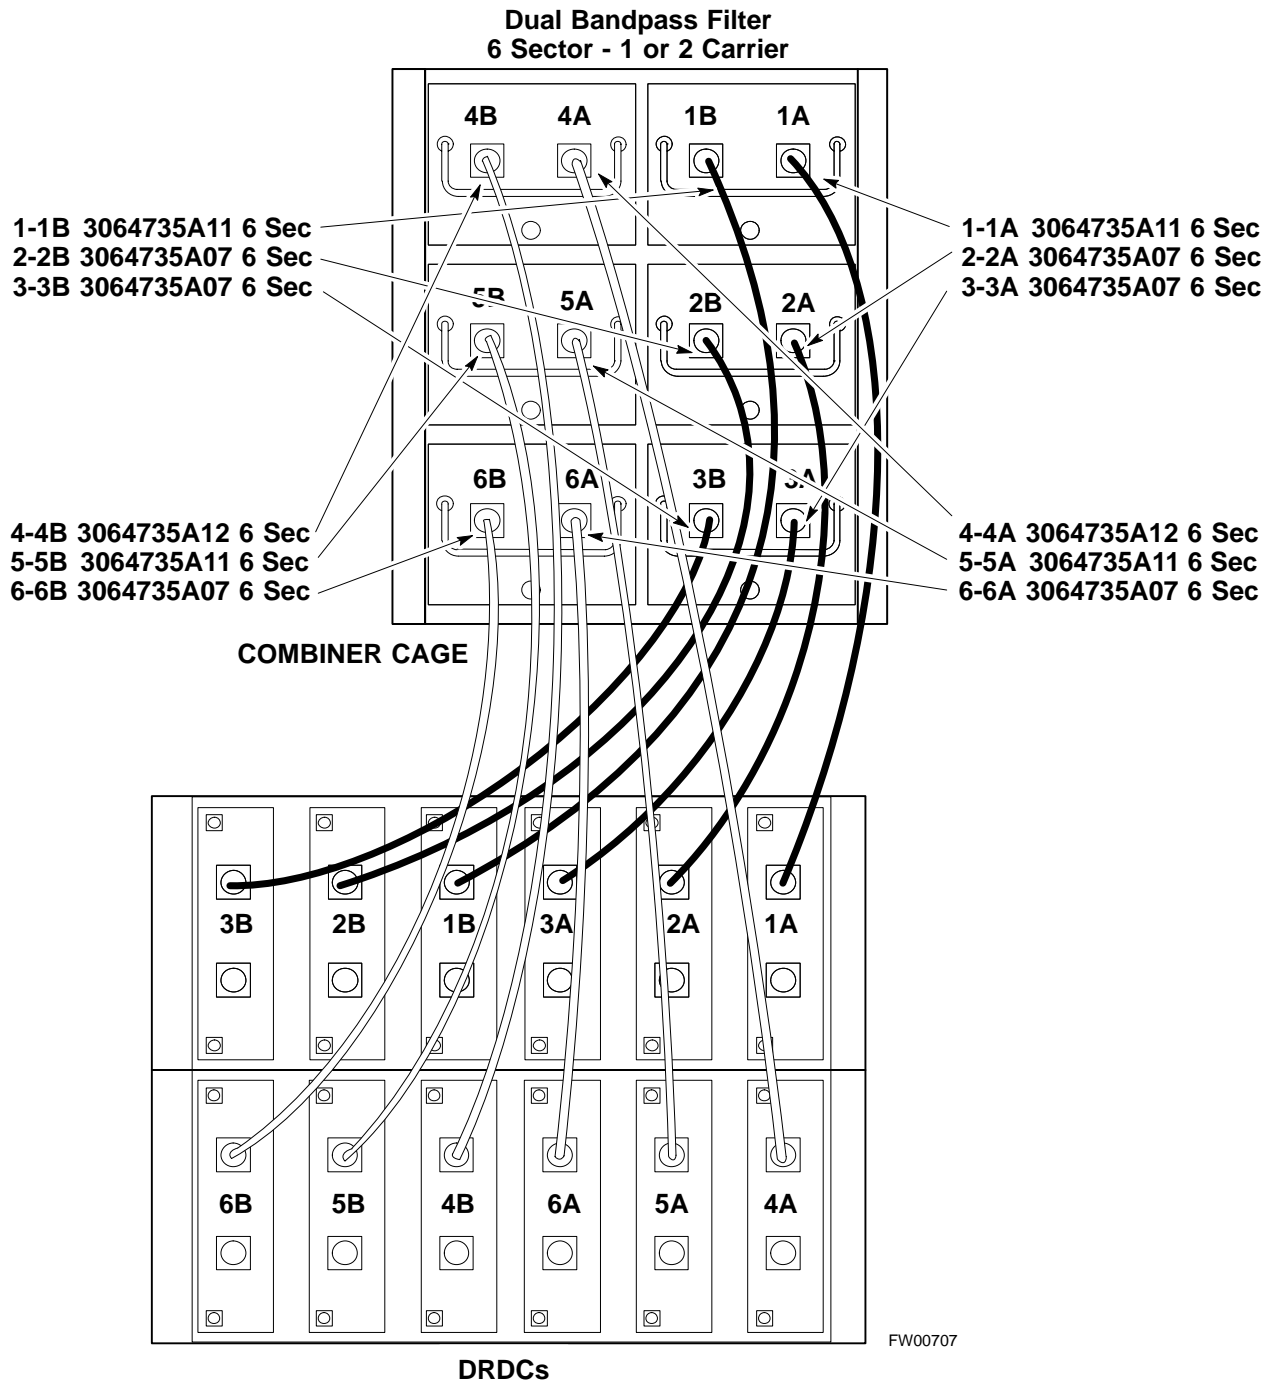 Dual Bandpass Filter
6 Sector - 1 or 2 Carrier
4B 4A 1B 1A
1-1B 3064735A11 6 Sec
2-2B 3064735A07 6 Sec
3-3B 3064735A07 6 Sec
1-1A 3064735A11 6 Sec
2-2A 3064735A07 6 Sec
3-3A 3064735A07 6 Sec
5B 5A 2B 2A
6B 6A 3B 3A
4-4B 3064735A12 6 Sec
5-5B 3064735A11 6 Sec
6-6B 3064735A07 6 Sec
4-4A 3064735A12 6 Sec
5-5A 3064735A11 6 Sec
6-6A 3064735A07 6 Sec
COMBINER CAGE
3B 2B 1B 3A 2A 1A
6B 5B 4B 6A 5A 4A
FW00707
DRDCs